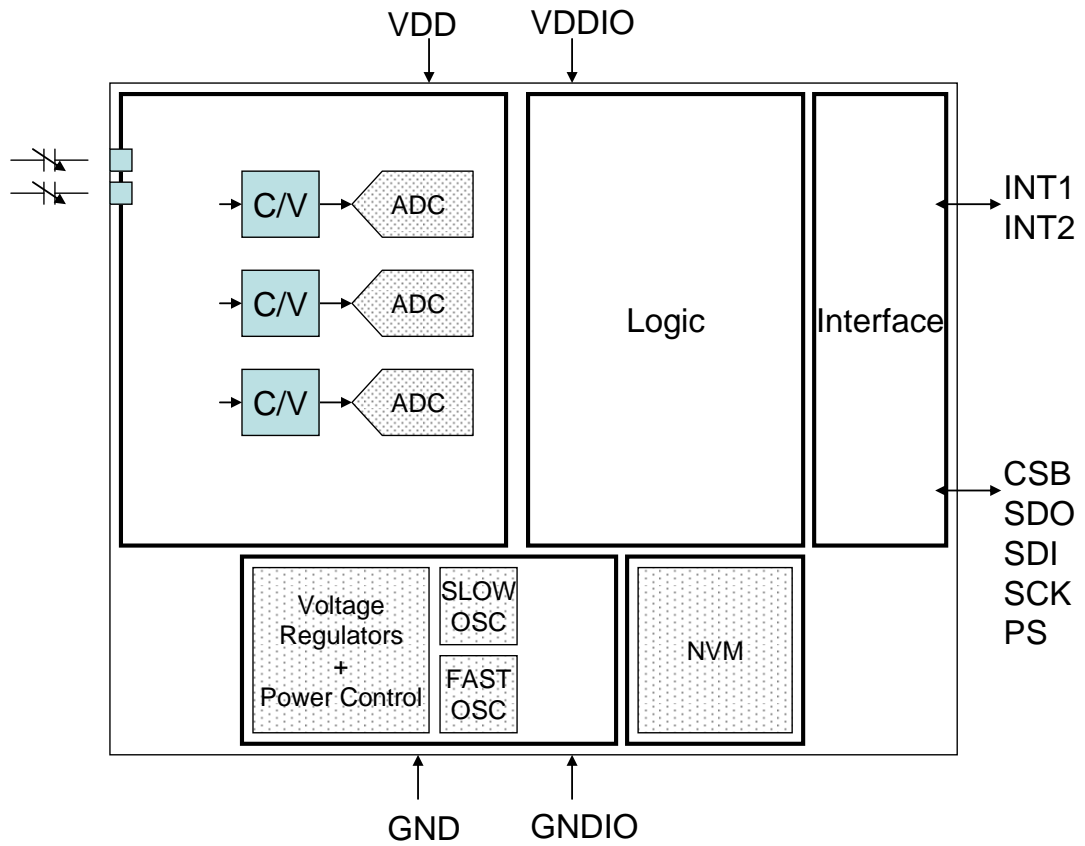 VDD
VDDIO
C/V
ADC
C/V
ADC
C/V
ADC
Logic
Interface
INT1
INT2
CSB
SDO
SDI
SCK
PS
Voltage
Regulators
+
Power Control
SLOW
OSC
FAST
OSC
NVM
GND
GNDIO